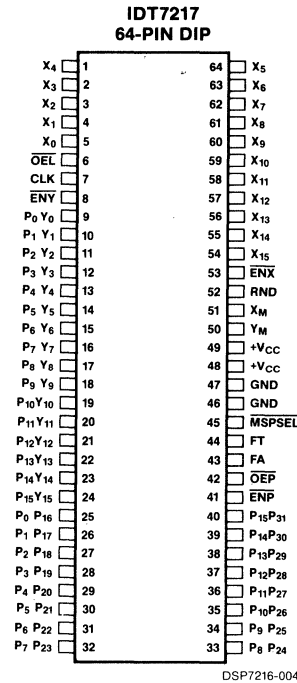 IDT7217
64-PIN DIP
X4 1 64 X5
X3 2 63 X6
X2 3 62 X7
X1 4 61 X8
X0 5 60 X9
OEL 6 59 X10
CLK 7 58 X11
ENY 8 57 X12
P0 Y0 9 56 X13
P1 Y1 10 55 X14
P2 Y2 11 54 X15
P3 Y3 12 53 ENX
P4 Y4 13 52 RND
P5 Y5 14 51 XM
P6 Y6 15 50 YM
P7 Y7 16 49 +VCC
P8 Y8 17 48 +VCC
P9 Y9 18 47 GND
P10Y10 19 46 GND
P11Y11 20 45 MSPSEL
P12Y12 21 44 FT
P13Y13 22 43 FA
P14Y14 23 42 OEP
P15Y15 24 41 ENP
P0 P16 25 40 P15P31
P1 P17 26 39 P14P30
P2 P18 27 38 P13P29
P3 P19 28 37 P12P28
P4 P20 29 36 P11P27
P5 P21 30 35 P10P26
P6 P22 31 34 P9 P25
P7 P23 32 33 P8 P24
DSP7216-004